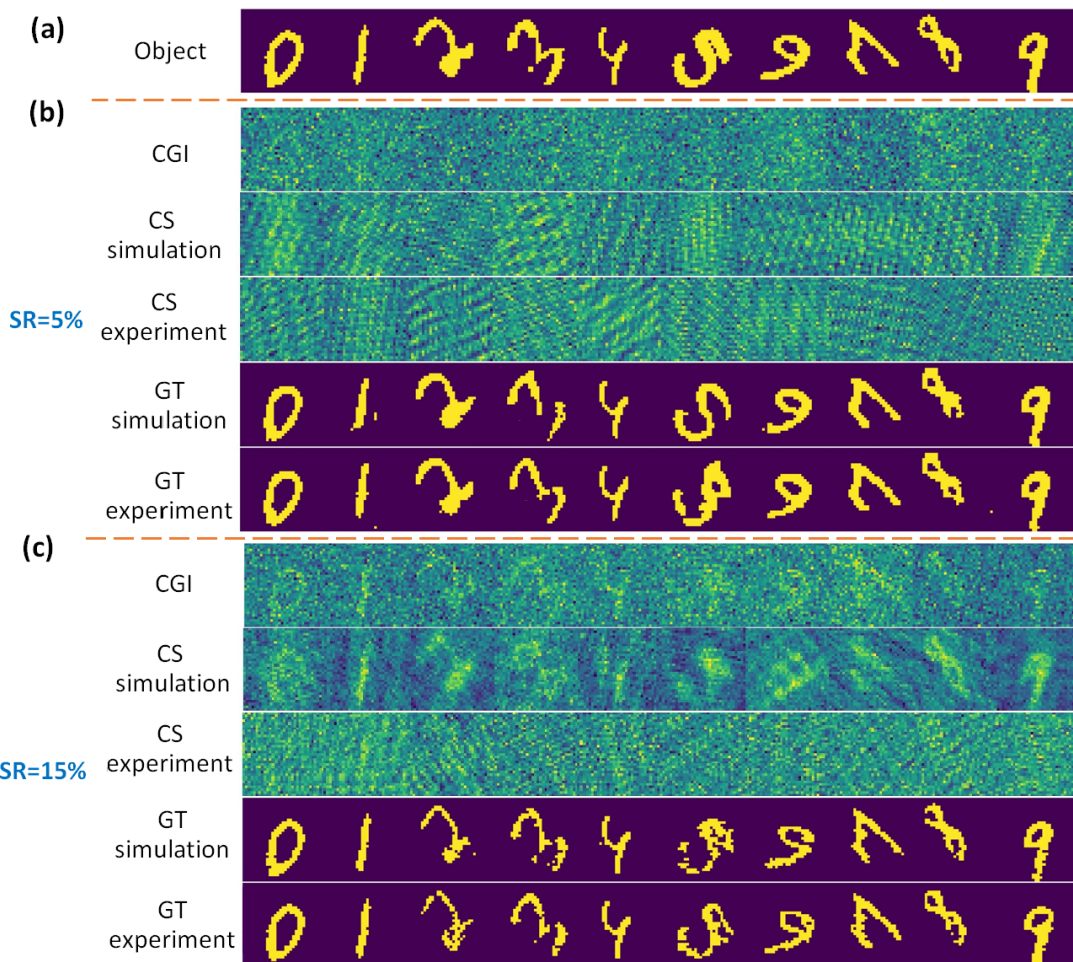 (a)
Object
(b)
CGI
CS
simulation
SR=5%
CS
experiment
GT
simulation
GT
experiment
(c)
CGI
CS
simulation
SR=15%
CS
experiment
GT
simulation
GT
experiment